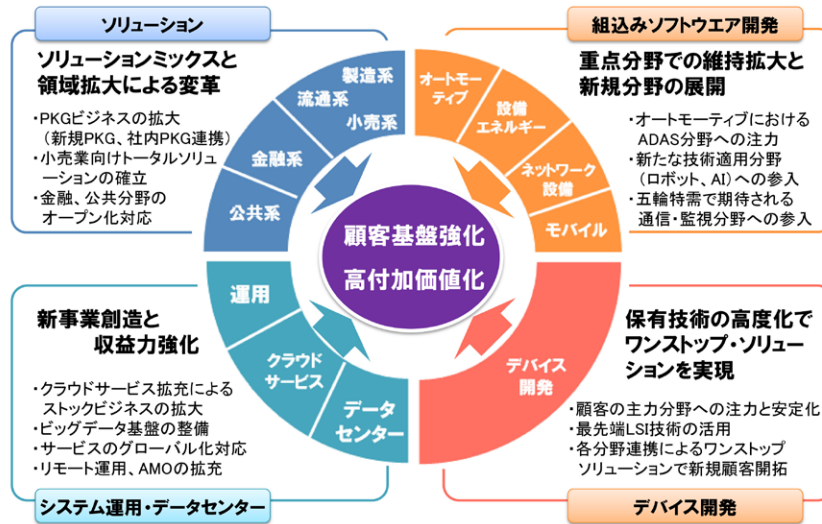 ソリューション
ソリューションミックスと
領域拡大による変革
・PKGビジネスの拡大
（新規PKG、社内PKG連携）
・小売業向けトータルソリュ
ーションの確立
・金融、公共分野の
オープン化対応
製造系
流通系
小売系
金融系
公共系
組込みソフトウエア開発
重点分野での維持拡大と
新規分野の展開
・オートモーティブにおける
ADAS分野への注力
・新たな技術適用分野
（ロボット、AI）への参入
・五輪特需で期待される
通信・監視分野への参入
オートモー
ティブ
設備
エネルギー
ネットワーク
設備
モバイル
顧客基盤強化
高付加価値化
新事業創造と
収益力強化
・クラウドサービス拡充による
ストックビジネスの拡大
・ビッグデータ基盤の整備
・サービスのグローバル化対応
・リモート運用、AMOの拡充
システム運用・データセンター
運用
クラウド
サービス
データ
センター
デバイス
開発
保有技術の高度化で
ワンストップ・ソリュー
ションを実現
・顧客の主力分野への注力と安定化
・最先端LSI技術の活用
・各分野連携によるワンストップ
ソリューションで新規顧客開拓
デバイス開発